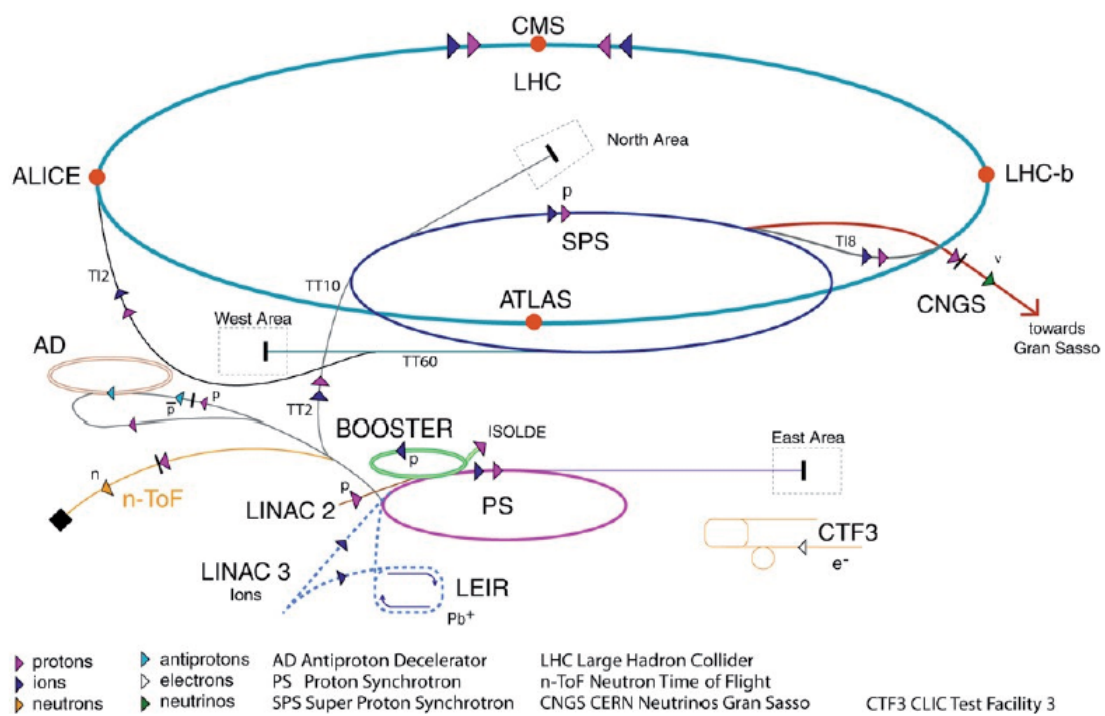 CMS
LHC
North Area
ALICE
LHC-b
p
SPS
TI8
TI2
TT10
ν
CNGS
ATLAS
West Area
towards
Gran Sasso
AD
TT60
p̅
p
TT2
BOOSTER
ISOLDE
p
East Area
n
n-ToF
p
LINAC 2
PS
CTF3
e-
LINAC 3
Ions
LEIR
Pb+
protons
antiprotons
AD Antiproton Decelerator
LHC Large Hadron Collider
ions
electrons
PS Proton Synchrotron
n-ToF Neutron Time of Flight
neutrons
neutrinos
SPS Super Proton Synchrotron
CNGS CERN Neutrinos Gran Sasso
CTF3 CLIC Test Facility 3